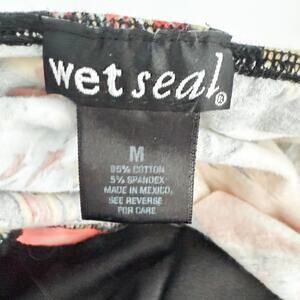 wet seal®
M
95% COTTON
5% SPANDEX
MADE IN MEXICO,
SEE REVERSE
FOR CARE